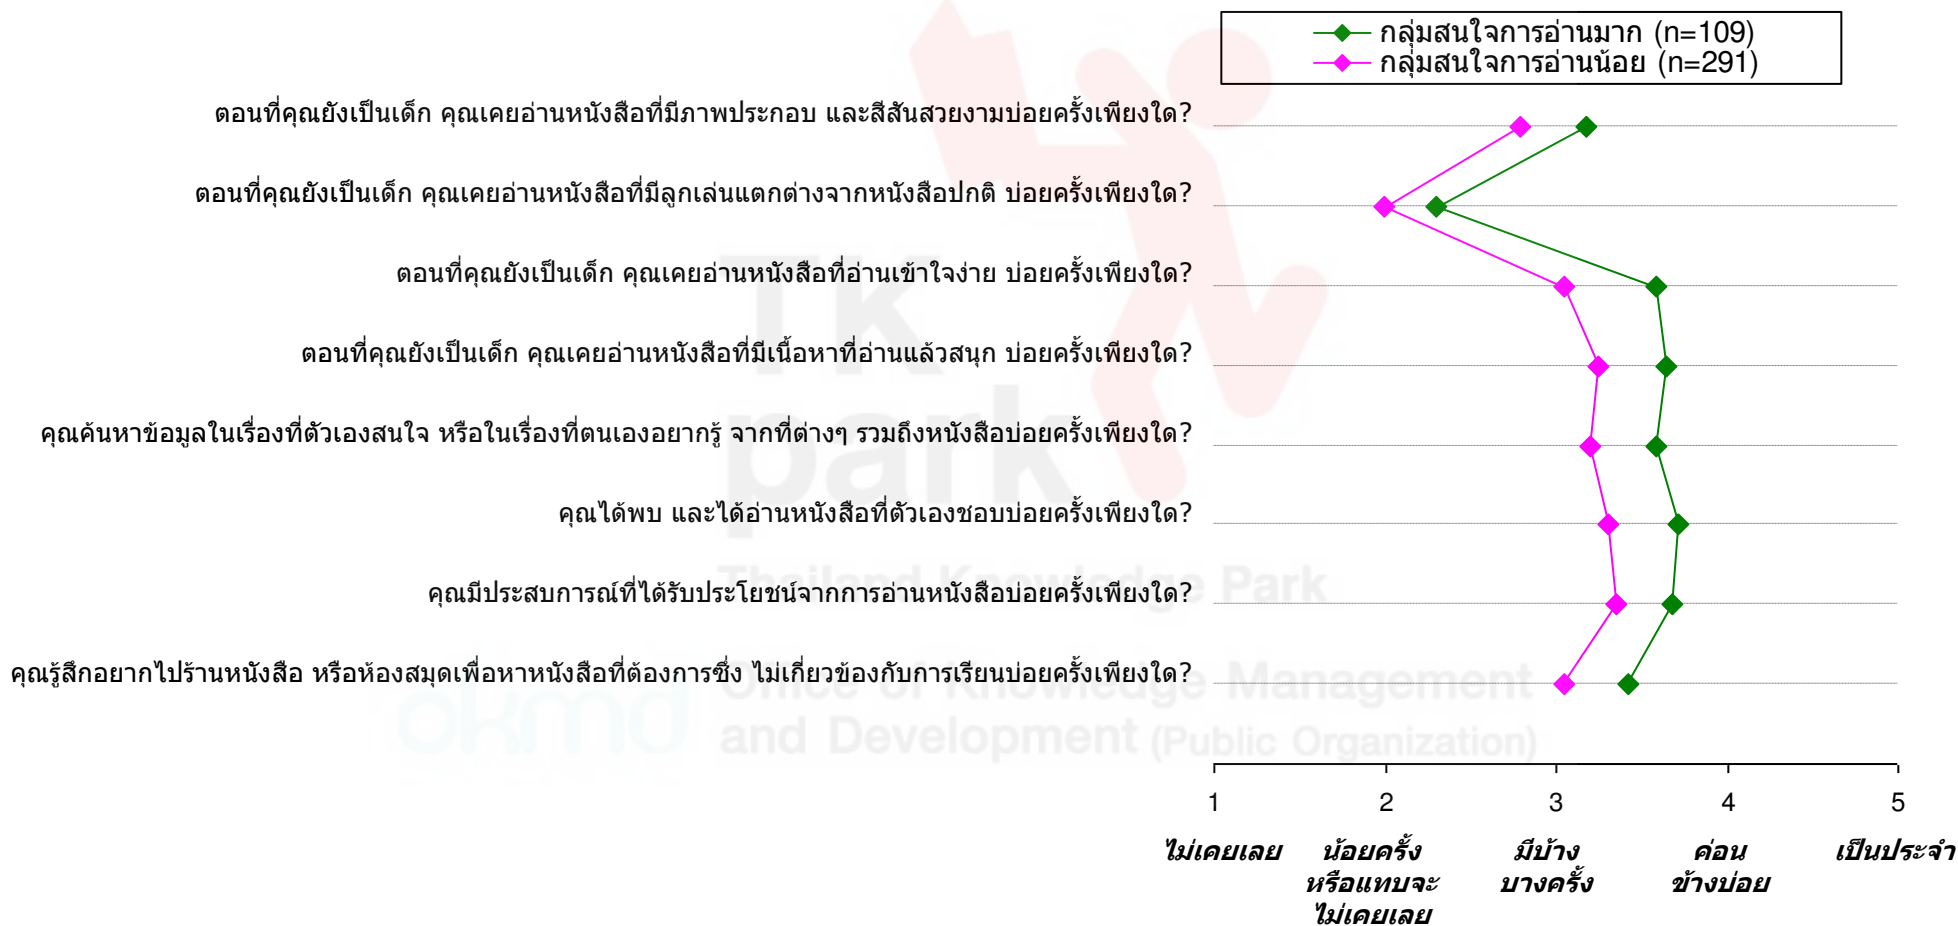 กลุ่มสนใจการอ่านมาก (n=109)
กลุ่มสนใจการอ่านน้อย (n=291)
ตอนที่คุณยังเป็นเด็ก คุณเคยอ่านหนังสือที่มีภาพประกอบ และสีสันสวยงามบ่อยครั้งเพียงใด?
ตอนที่คุณยังเป็นเด็ก คุณเคยอ่านหนังสือที่มีลูกเล่นแตกต่างจากหนังสือปกติ บ่อยครั้งเพียงใด?
ตอนที่คุณยังเป็นเด็ก คุณเคยอ่านหนังสือที่อ่านเข้าใจง่าย บ่อยครั้งเพียงใด?
ตอนที่คุณยังเป็นเด็ก คุณเคยอ่านหนังสือที่มีเนื้อหาที่อ่านแล้วสนุก บ่อยครั้งเพียงใด?
คุณค้นหาข้อมูลในเรื่องที่ตัวเองสนใจ หรือในเรื่องที่ตนเองอยากรู้ จากที่ต่างๆ รวมถึงหนังสือบ่อยครั้งเพียงใด?
คุณได้พบ และได้อ่านหนังสือที่ตัวเองชอบบ่อยครั้งเพียงใด?
คุณมีประสบการณ์ที่ได้รับประโยชน์จากการอ่านหนังสือบ่อยครั้งเพียงใด?
คุณรู้สึกอยากไปร้านหนังสือ หรือห้องสมุดเพื่อหาหนังสือที่ต้องการซึ่ง ไม่เกี่ยวข้องกับการเรียนบ่อยครั้งเพียงใด?
TK
park
Thailand Knowledge Park
okmd
Office of Knowledge Management
and Development (Public Organization)
1 2 3 4 5
ไม่เคยเลย น้อยครั้ง มีบ้าง ค่อน เป็นประจำ
หรือแทบจะ บางครั้ง ข้างบ่อย
ไม่เคยเลย